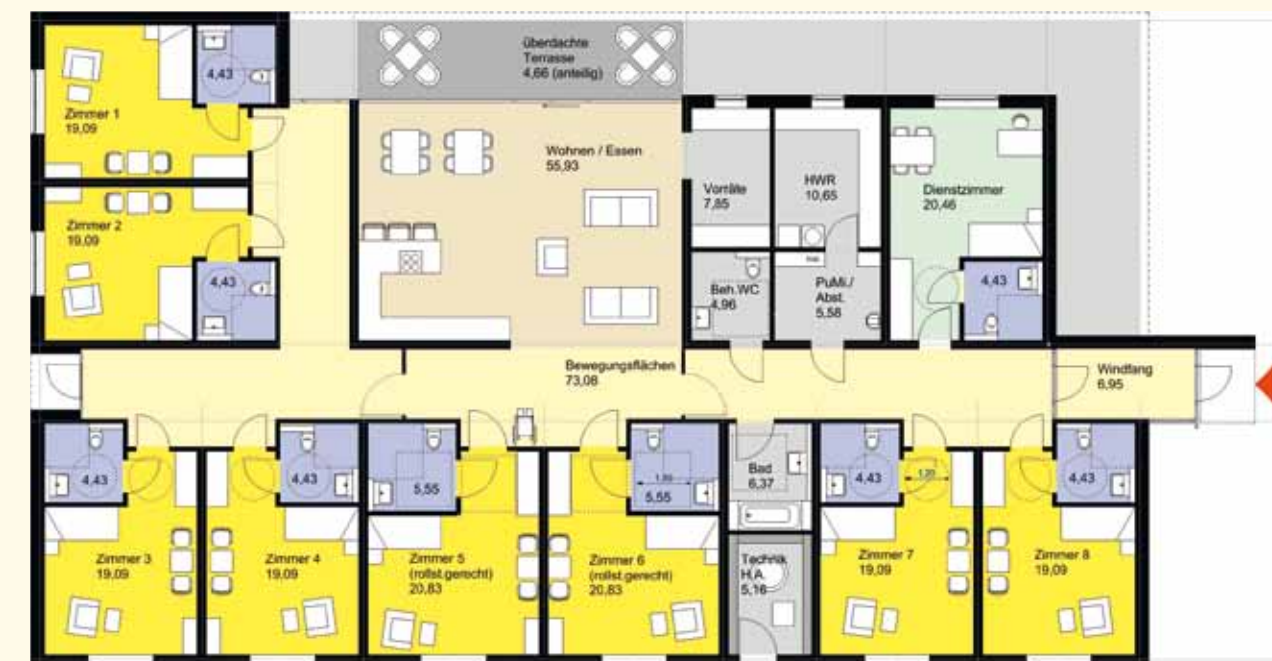 überdachte
Terrasse
4,66 (anteilig)
4,43
Zimmer 1
19,09
Wohnen / Essen
55,93
Vorräte
7,85
HWR
10,65
Dienstzimmer
20,46
Zimmer 2
19,09
4,43
Beh.WC
4,96
PuMi./
Abst.
5,58
4,43
Bewegungsflächen
73,08
Windfang
6,95
4,43
4,43
5,55
1,50
5,55
Bad
6,37
4,43
1,20
4,43
Zimmer 3
19,09
Zimmer 4
19,09
Zimmer 5
(rollst.gerecht)
20,83
Zimmer 6
(rollst.gerecht)
20,83
Technik
H.A.
5,16
Zimmer 7
19,09
Zimmer 8
19,09